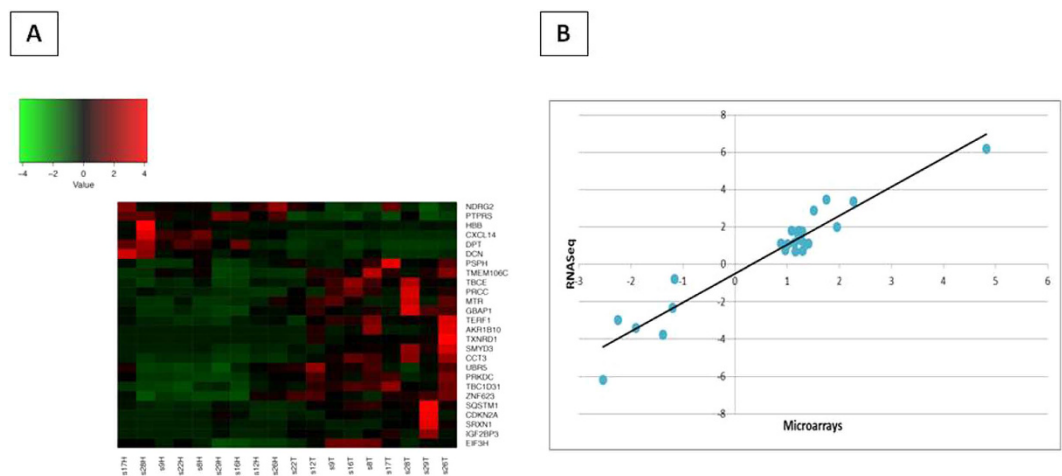 A
B
-4 -2 0 2 4
Value
NDRG2
PTPRS
HBB
CXCL14
DPT
DCN
PSPH
TMEM106C
TBCE
PRCC
MTR
GBAP1
TERF1
AKR1B10
TXNRD1
SMYD3
CCT3
UBR5
PRKDC
TBC1D31
ZNF623
SQSTM1
CDKN2A
SRXN1
IGF2BP3
EIF3H
s17H
s28H
s9H
s22H
s8H
s29H
s16H
s12H
s26H
s22T
s12T
s9T
s16T
s8T
s17T
s28T
s29T
s26T
8
6
4
2
0
-2
-4
-6
-8
-3 -2 -1 0 1 2 3 4 5 6
RNASeq
Microarrays